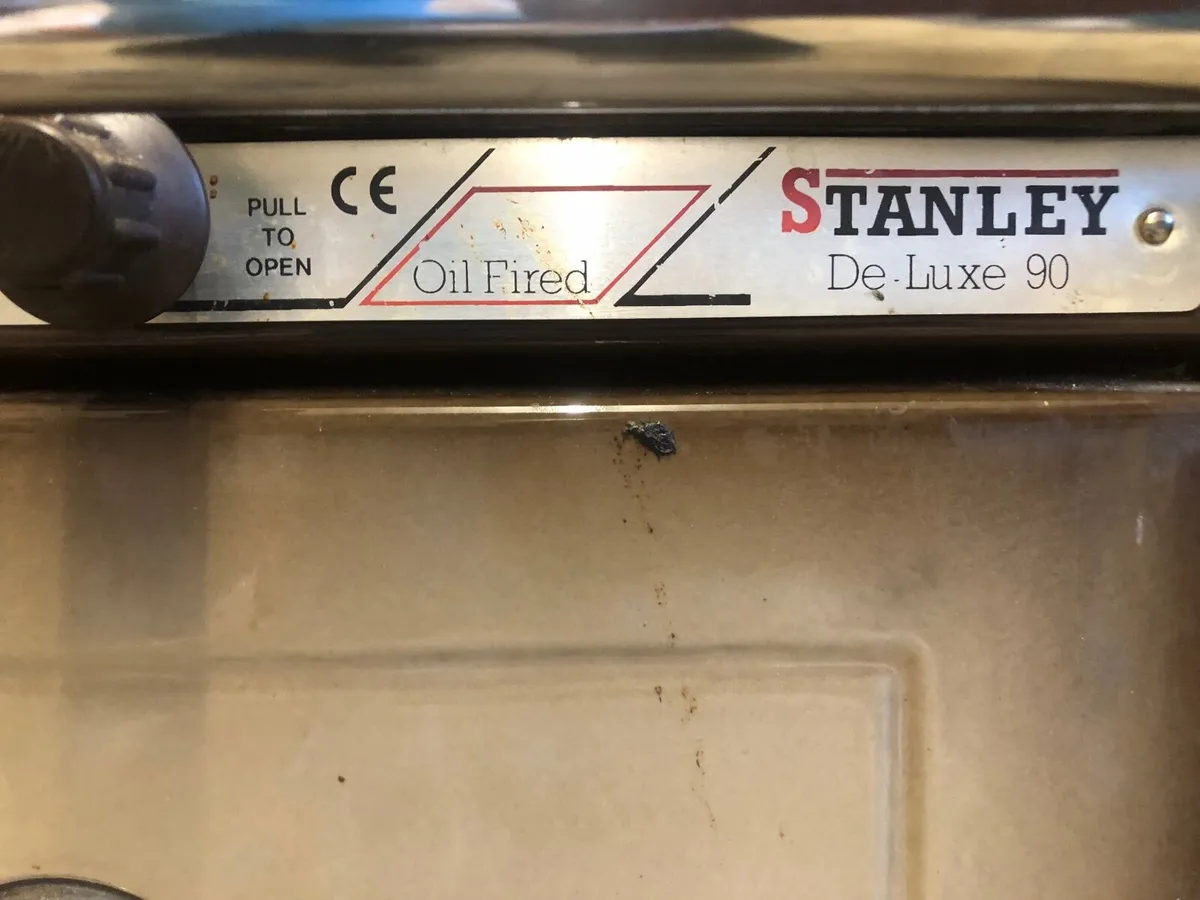 PULL
TO
OPEN
CE
Oil Fired
STANLEY
De-Luxe 90